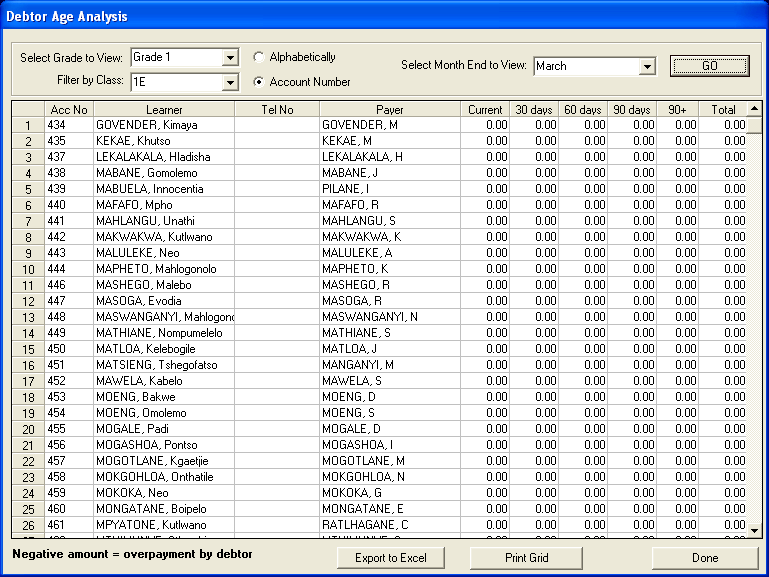 Debtor Age Analysis
Select Grade to View: Grade 1 Alphabetically Select Month End to View: March GO
Filter by Class: 1E Account Number
Acc No Learner Tel No Payer Current 30 days 60 days 90 days 90+ Total
1 434 GOVENDER, Kimaya GOVENDER, M 0.00 0.00 0.00 0.00 0.00 0.00
2 435 KEKAE, Khutso KEKAE, M 0.00 0.00 0.00 0.00 0.00 0.00
3 437 LEKALAKALA, Hladisha LEKALAKALA, H 0.00 0.00 0.00 0.00 0.00 0.00
4 438 MABANE, Gomolemo MABANE, J 0.00 0.00 0.00 0.00 0.00 0.00
5 439 MABUELA, Innocentia PILANE, I 0.00 0.00 0.00 0.00 0.00 0.00
6 440 MAFAFO, Mpho MAFAFO, R 0.00 0.00 0.00 0.00 0.00 0.00
7 441 MAHLANGU, Unathi MAHLANGU, S 0.00 0.00 0.00 0.00 0.00 0.00
8 442 MAKWAKWA, Kutlwano MAKWAKWA, K 0.00 0.00 0.00 0.00 0.00 0.00
9 443 MALULEKE, Neo MALULEKE, A 0.00 0.00 0.00 0.00 0.00 0.00
10 444 MAPHETO, Mahlogonolo MAPHETO, K 0.00 0.00 0.00 0.00 0.00 0.00
11 446 MASHEGO, Malebo MASHEGO, R 0.00 0.00 0.00 0.00 0.00 0.00
12 447 MASOGA, Evodia MASOGA, R 0.00 0.00 0.00 0.00 0.00 0.00
13 448 MASWANGANYI, Mahlogono MASWANGANYI, N 0.00 0.00 0.00 0.00 0.00 0.00
14 449 MATHIANE, Nompumelelo MATHIANE, S 0.00 0.00 0.00 0.00 0.00 0.00
15 450 MATLOA, Kelebogile MATLOA, J 0.00 0.00 0.00 0.00 0.00 0.00
16 451 MATSIENG, Tshegofatso MANGANYI, M 0.00 0.00 0.00 0.00 0.00 0.00
17 452 MAWELA, Kabelo MAWELA, S 0.00 0.00 0.00 0.00 0.00 0.00
18 453 MOENG, Bakwe MOENG, D 0.00 0.00 0.00 0.00 0.00 0.00
19 454 MOENG, Omolemo MOENG, S 0.00 0.00 0.00 0.00 0.00 0.00
20 455 MOGALE, Padi MOGALE, D 0.00 0.00 0.00 0.00 0.00 0.00
21 456 MOGASHOA, Pontso MOGASHOA, I 0.00 0.00 0.00 0.00 0.00 0.00
22 457 MOGOTLANE, Kgaetjie MOGOTLANE, M 0.00 0.00 0.00 0.00 0.00 0.00
23 458 MOKGOHLOA, Onthatile MOKGOHLOA, N 0.00 0.00 0.00 0.00 0.00 0.00
24 459 MOKOKA, Neo MOKOKA, G 0.00 0.00 0.00 0.00 0.00 0.00
25 460 MONGATANE, Boipelo MONGATANE, E 0.00 0.00 0.00 0.00 0.00 0.00
26 461 MPYATONE, Kutlwano RATLHAGANE, C 0.00 0.00 0.00 0.00 0.00 0.00
Negative amount = overpayment by debtor Export to Excel Print Grid Done